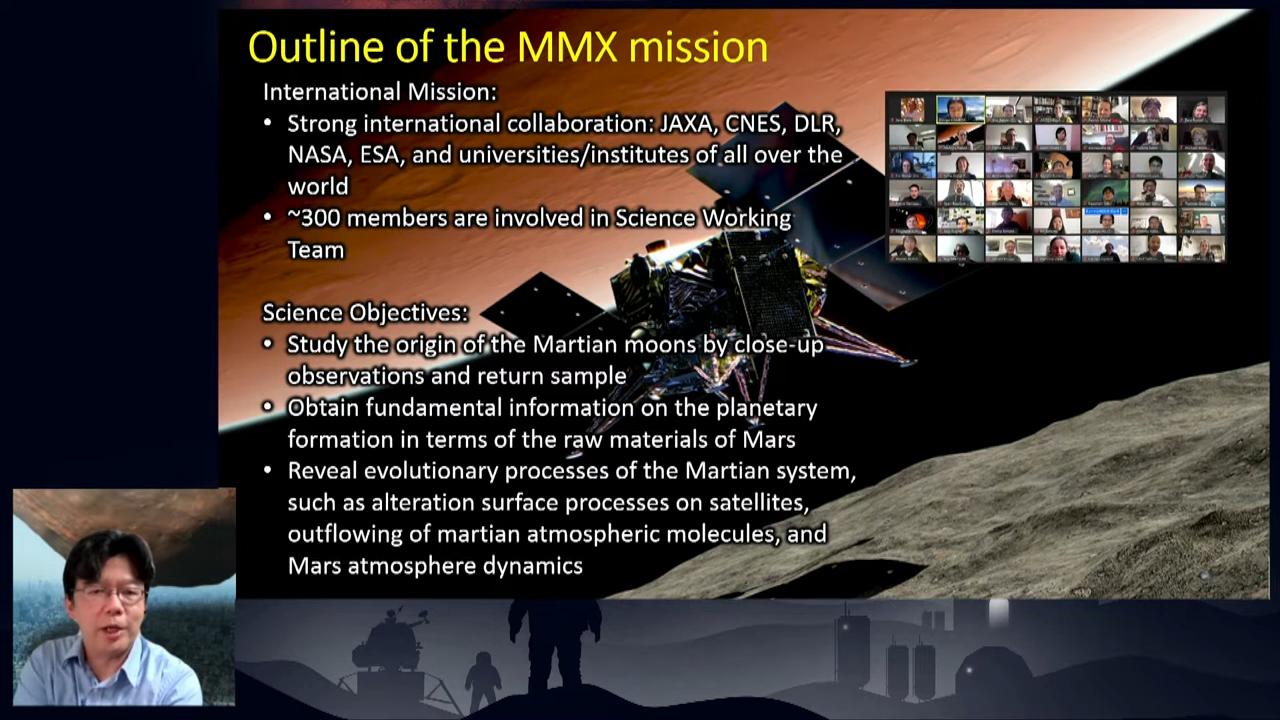 Outline of the MMX mission
International Mission:
• Strong international collaboration: JAXA, CNES, DLR,
NASA, ESA, and universities/institutes of all over the
world
• ~300 members are involved in Science Working
Team
Science Objectives:
• Study the origin of the Martian moons by close-up
observations and return sample
• Obtain fundamental information on the planetary
formation in terms of the raw materials of Mars
• Reveal evolutionary processes of the Martian system,
such as alteration surface processes on satellites,
outflowing of martian atmospheric molecules, and
Mars atmosphere dynamics